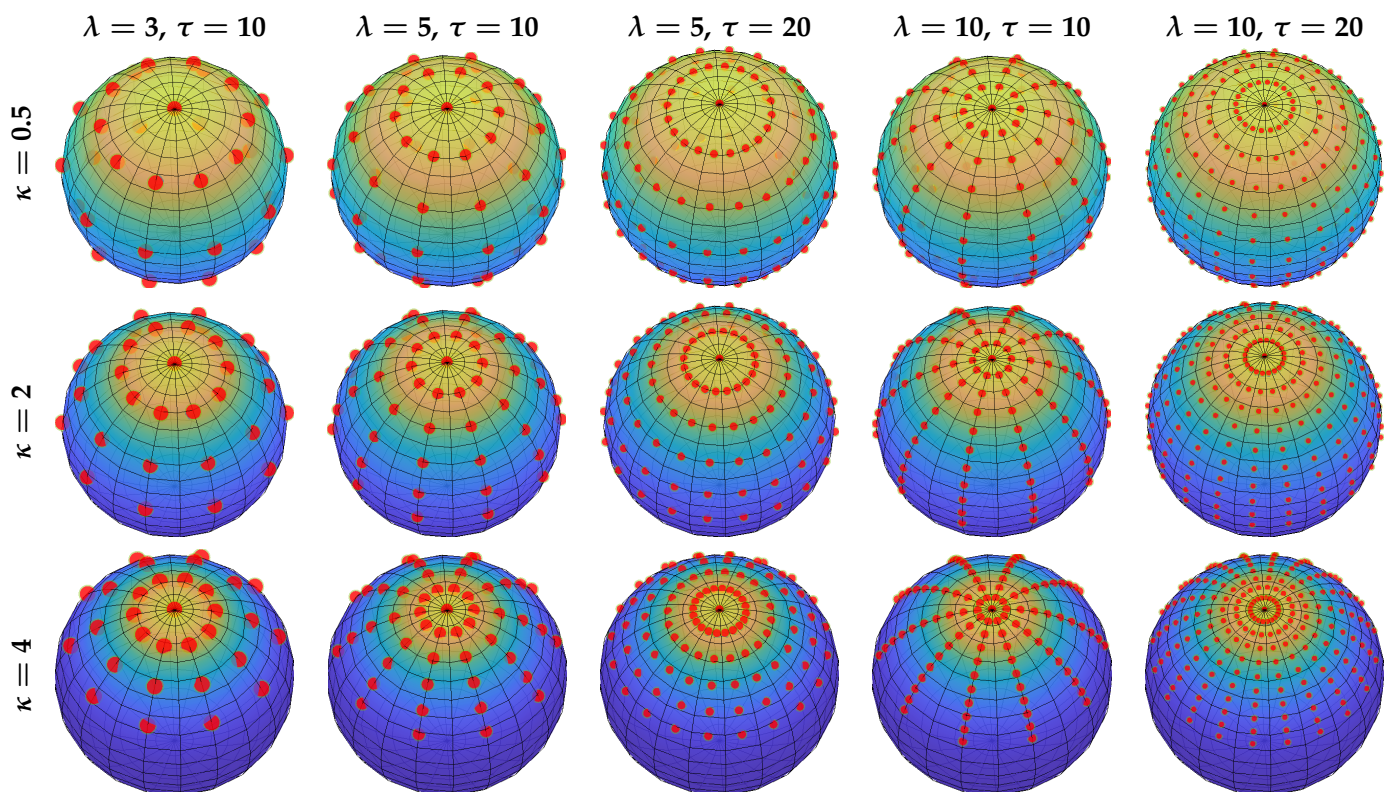 λ = 3, τ = 10
λ = 5, τ = 10
λ = 5, τ = 20
λ = 10, τ = 10
λ = 10, τ = 20
κ = 0.5
κ = 2
κ = 4